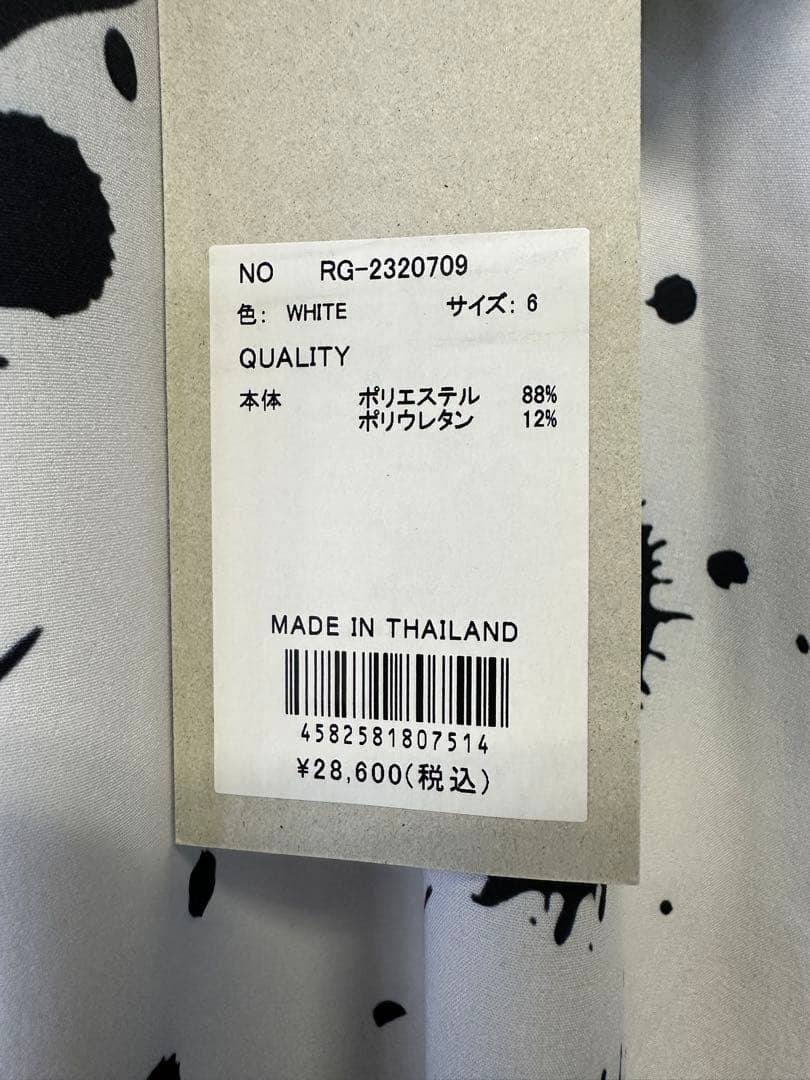 NO RG-2320709
色: WHITE サイズ: 6
QUALITY
本体 ポリエステル 88%
ポリウレタン 12%
MADE IN THAILAND
4582581807514
¥28,600(税込)